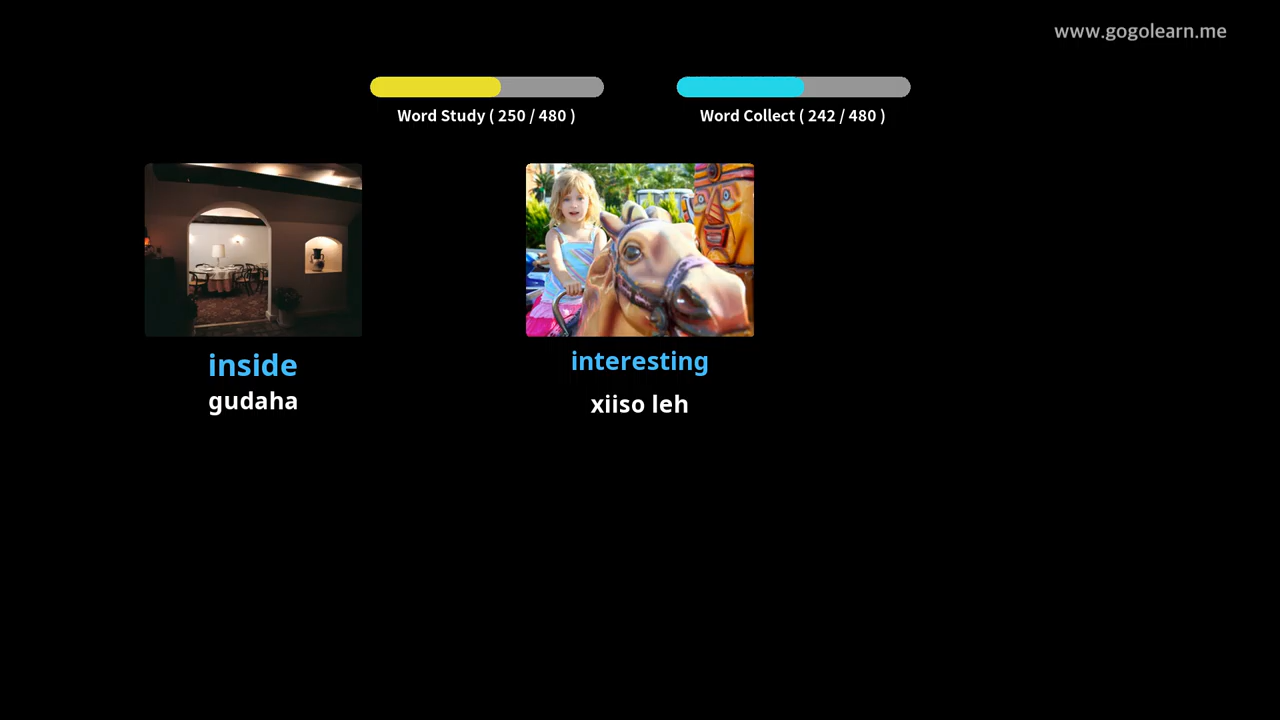 www.gogolearn.me
Word Study ( 250 / 480 )
Word Collect ( 242 / 480 )
inside
gudaha
interesting
xiiso leh